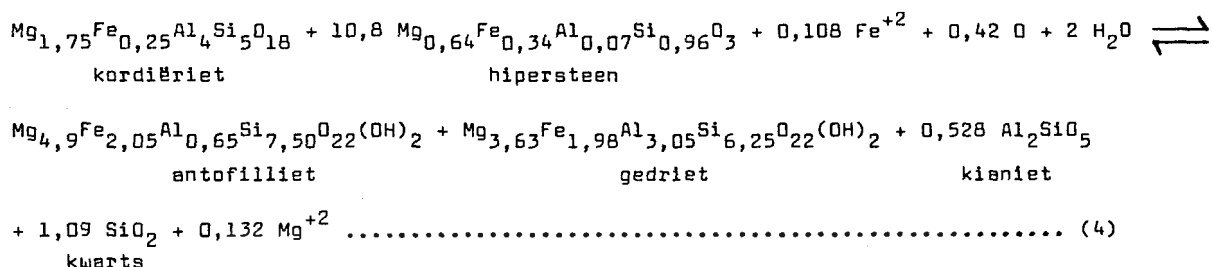 Mg1,75Fe0,25Al4Si5O18 + 10,8 Mg0,64Fe0,34Al0,07Si0,96O3 + 0,108 Fe+2 + 0,42 O + 2 H2O ⇌
kordiëriet hipersteen
Mg4,9Fe2,05Al0,65Si7,50O22(OH)2 + Mg3,63Fe1,98Al3,05Si6,25O22(OH)2 + 0,528 Al2SiO5
antofilliet gedriet kianiet
+ 1,09 SiO2 + 0,132 Mg+2 ................................................................ (4)
kwarts